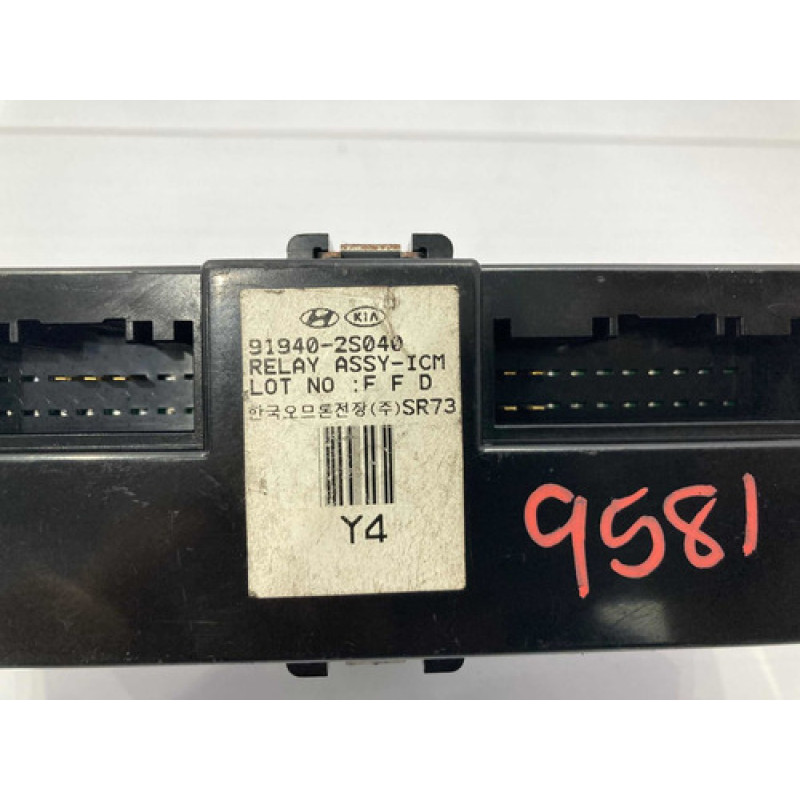 KIA
91940-2S040
RELAY ASSY-ICM
LOT NO :F F D
한국오므론전장(주)SR73
Y4
9581